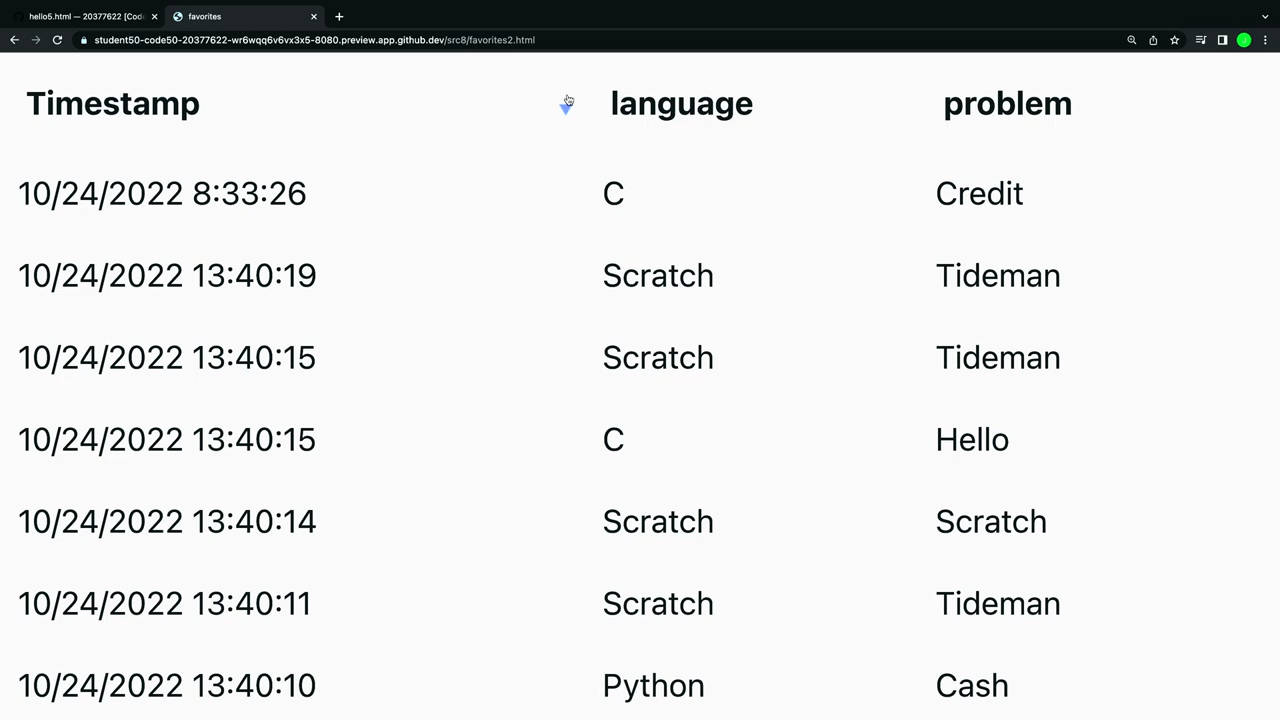 hello5.html — 20377622 [Code
favorites
student50-code50-20377622-wr6wqq6v6vx3x5-8080.preview.app.github.dev/src8/favorites2.html
Timestamp language problem
10/24/2022 8:33:26 C Credit
10/24/2022 13:40:19 Scratch Tideman
10/24/2022 13:40:15 Scratch Tideman
10/24/2022 13:40:15 C Hello
10/24/2022 13:40:14 Scratch Scratch
10/24/2022 13:40:11 Scratch Tideman
10/24/2022 13:40:10 Python Cash